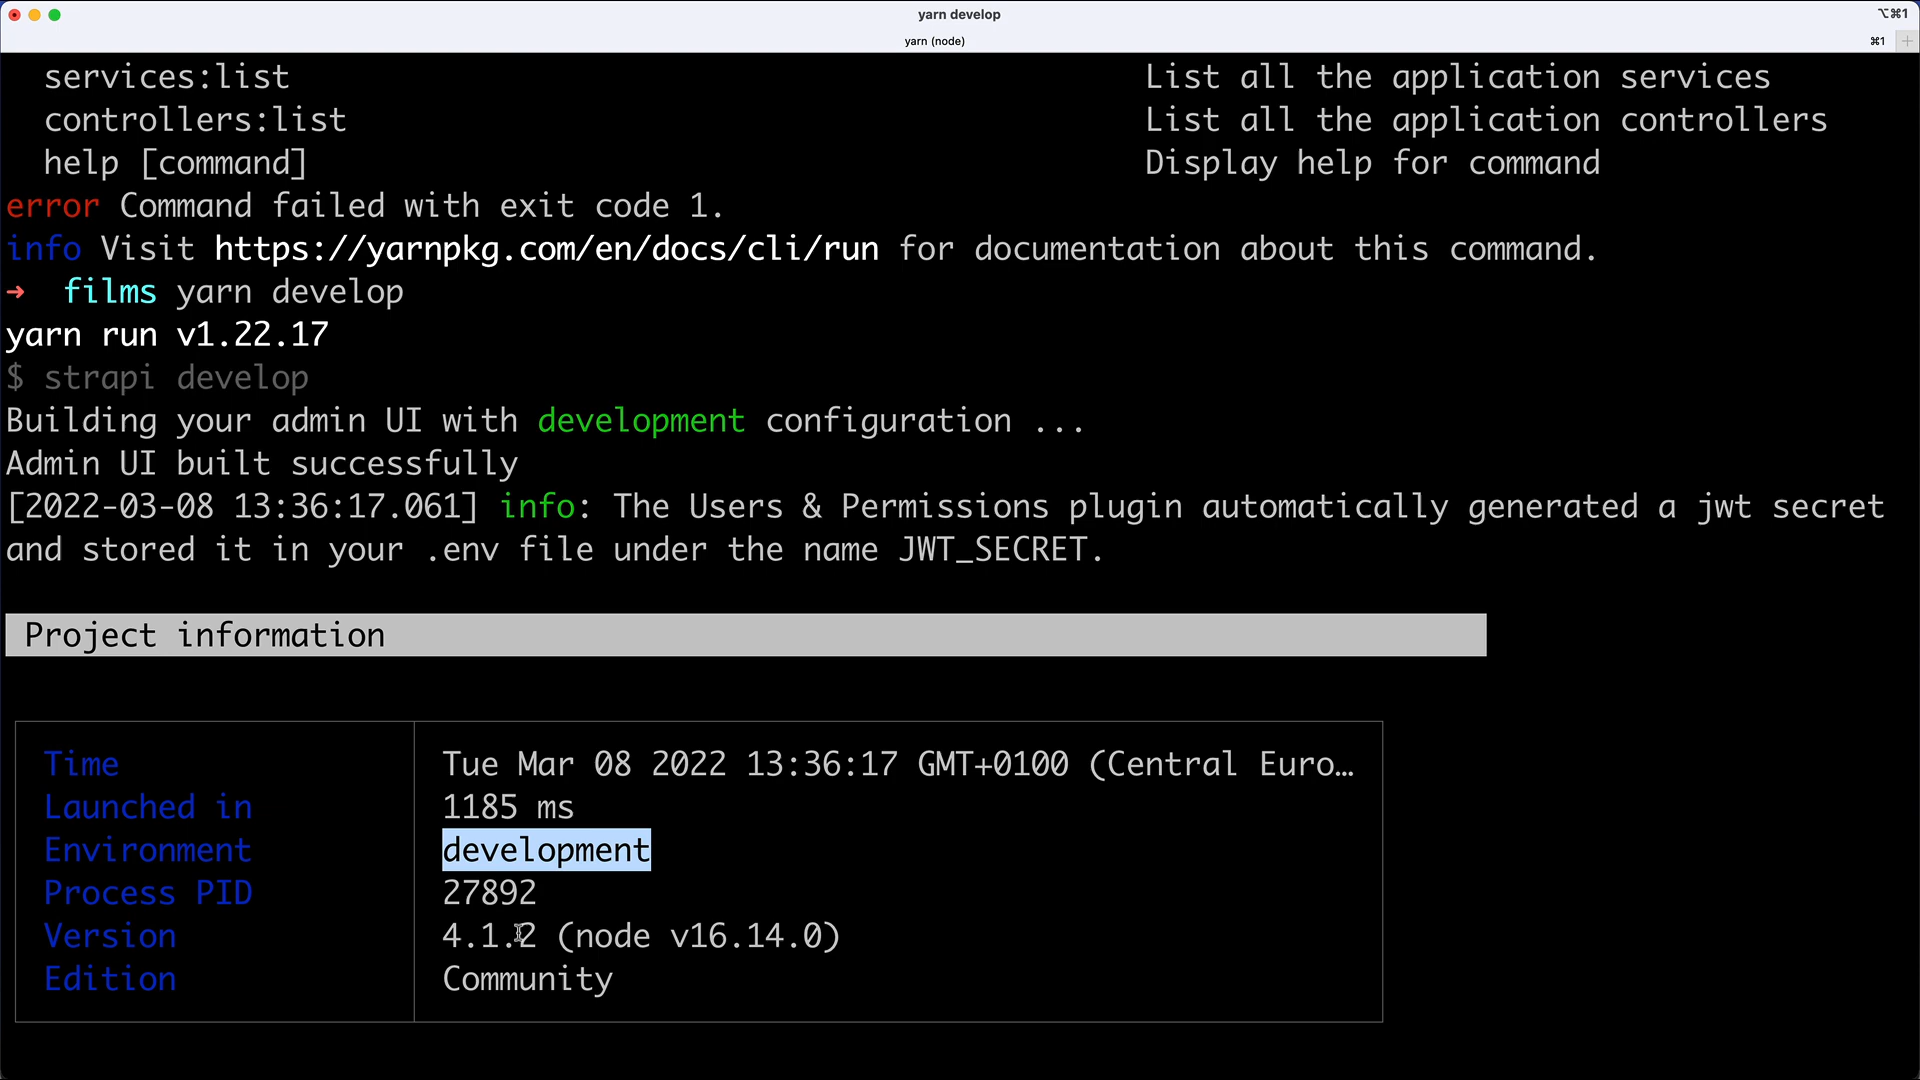 yarn develop
⌥⌘1
yarn (node)
⌘1
services:list List all the application services
controllers:list List all the application controllers
help [command] Display help for command
error Command failed with exit code 1.
info Visit https://yarnpkg.com/en/docs/cli/run for documentation about this command.
→ films yarn develop
yarn run v1.22.17
$ strapi develop
Building your admin UI with development configuration ...
Admin UI built successfully
[2022-03-08 13:36:17.061] info: The Users & Permissions plugin automatically generated a jwt secret
and stored it in your .env file under the name JWT_SECRET.
Project information
Time Tue Mar 08 2022 13:36:17 GMT+0100 (Central Euro…
Launched in 1185 ms
Environment development
Process PID 27892
Version 4.1.2 (node v16.14.0)
Edition Community